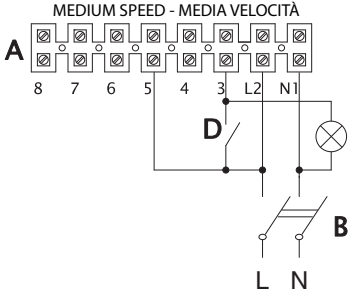 MEDIUM SPEED - MEDIA VELOCITÀ
A
8 7 6 5 4 3 L2 N1
D
B
L N